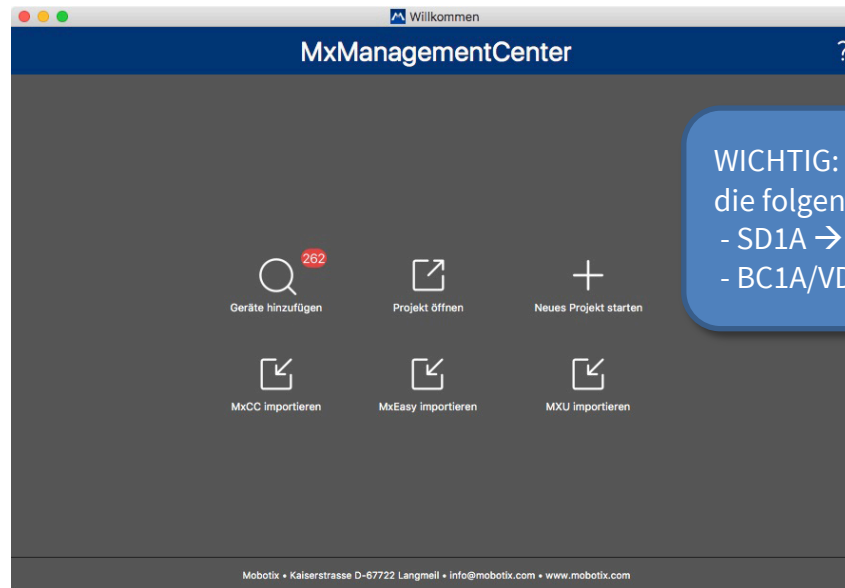 Willkommen
MxManagementCenter
?
WICHTIG:
die folgen
- SD1A →
- BC1A/VD
262
Geräte hinzufügen
Projekt öffnen
Neues Projekt starten
MxCC importieren
MxEasy importieren
MXU importieren
Mobotix • Kaiserstrasse D-67722 Langmeil • info@mobotix.com • www.mobotix.com